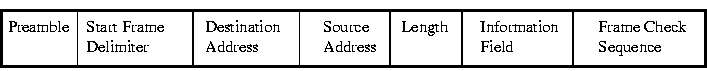 Preamble
Start Frame
Delimiter
Destination
Address
Source
Address
Length
Information
Field
Frame Check
Sequence